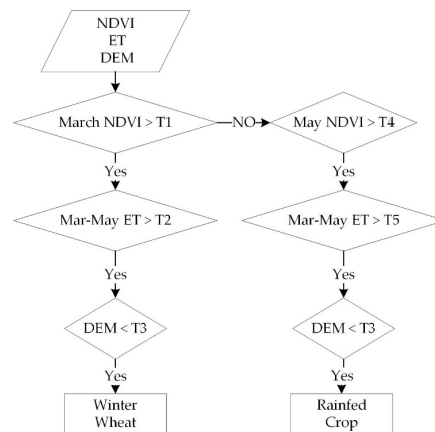 NDVI
ET
DEM
March NDVI > T1
NO
May NDVI > T4
Yes
Yes
Mar-May ET > T2
Mar-May ET > T5
Yes
Yes
DEM < T3
DEM < T3
Yes
Yes
Winter
Wheat
Rainfed
Crop